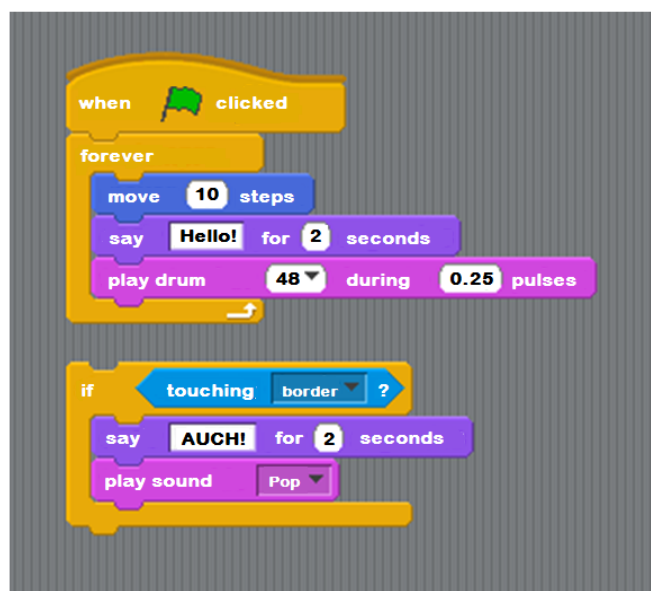 when clicked
forever
move 10 steps
say Hello! for 2 seconds
play drum 48 during 0.25 pulses
if touching border ?
say AUCH! for 2 seconds
play sound Pop